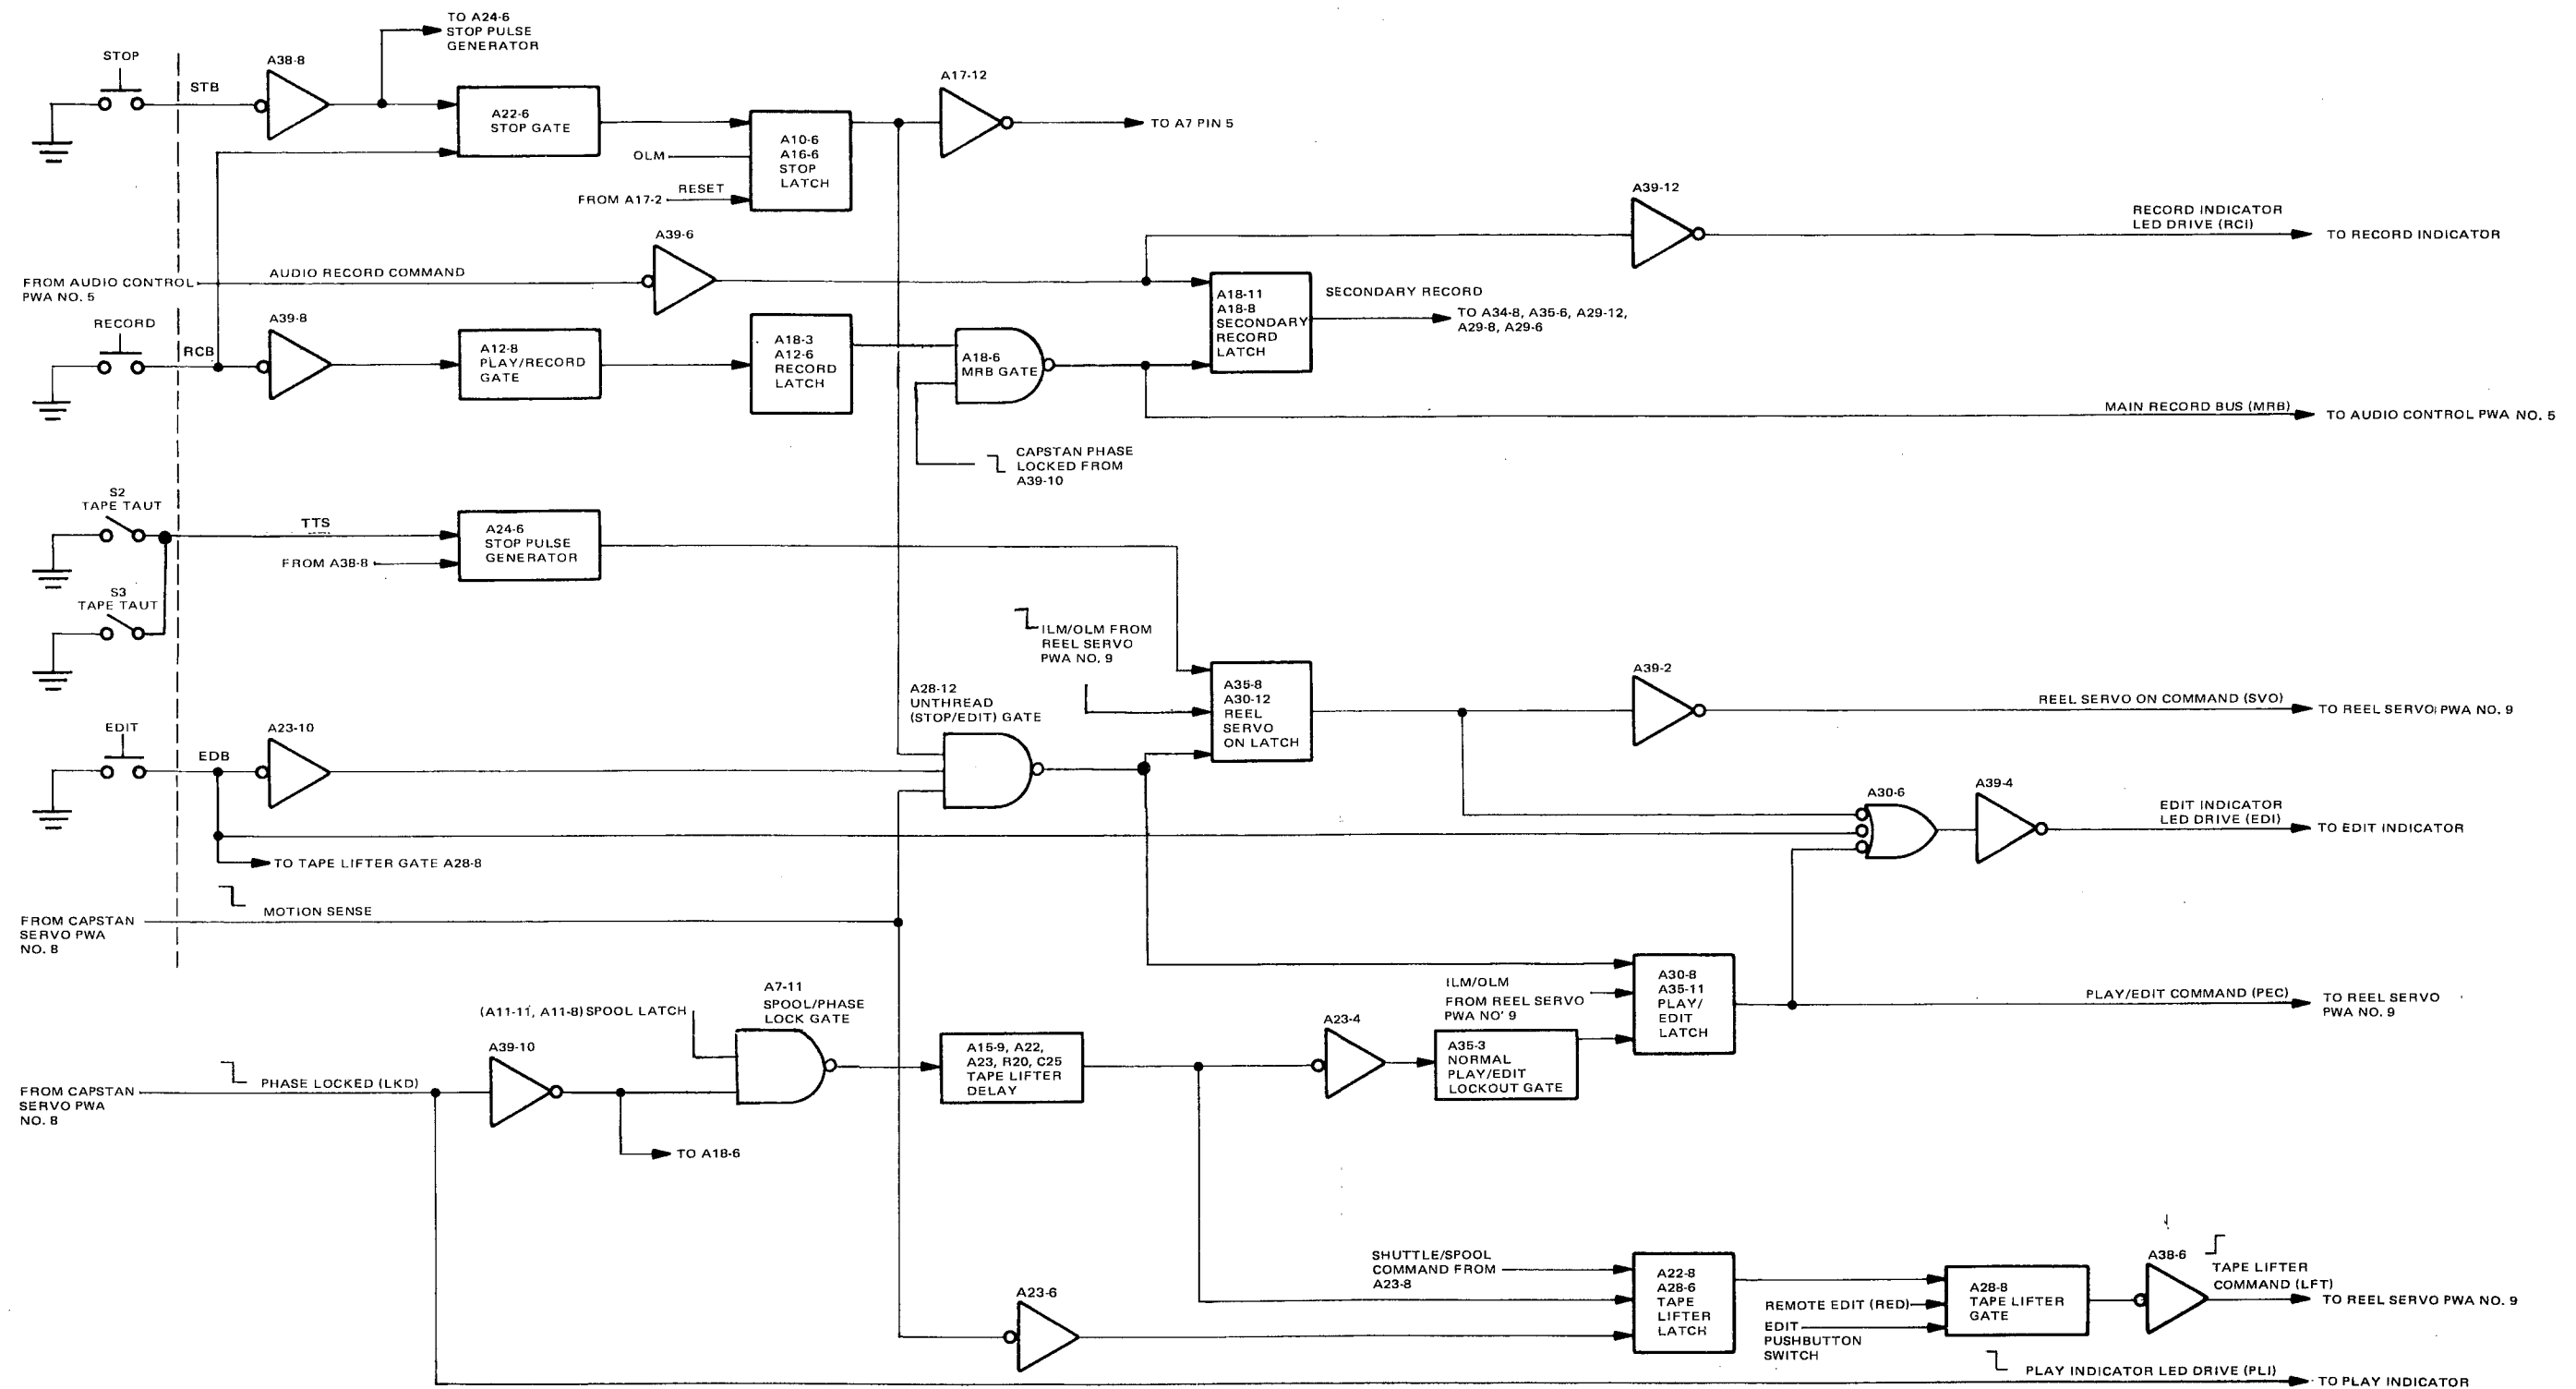 TO A24-6
STOP PULSE
GENERATOR
STOP
STB
A38-8
A22-6
STOP GATE
OLM
RESET
FROM A17-2
A10-6
A16-6
STOP
LATCH
A17-12
TO A7 PIN 5
FROM AUDIO CONTROL
PWA NO. 5
AUDIO RECORD COMMAND
A39-6
A39-12
RECORD INDICATOR
LED DRIVE (RCI)
TO RECORD INDICATOR
RECORD
RCB
A39-8
A12-8
PLAY/RECORD
GATE
A18-3
A12-6
RECORD
LATCH
A18-6
MRB GATE
A18-11
A18-8
SECONDARY
RECORD
LATCH
SECONDARY RECORD
TO A34-8, A35-6, A29-12,
A29-8, A29-6
MAIN RECORD BUS (MRB)
TO AUDIO CONTROL PWA NO. 5
CAPSTAN PHASE
LOCKED FROM
A39-10
S2
TAPE TAUT
TTS
FROM A38-8
A24-6
STOP PULSE
GENERATOR
S3
TAPE TAUT
ILM/OLM FROM
REEL SERVO
PWA NO. 9
A28-12
UNTHREAD
(STOP/EDIT) GATE
A35-8
A30-12
REEL
SERVO
ON LATCH
A39-2
REEL SERVO ON COMMAND (SVO)
TO REEL SERVO PWA NO. 9
EDIT
EDB
A23-10
TO TAPE LIFTER GATE A28-8
A30-6
A39-4
EDIT INDICATOR
LED DRIVE (EDI)
TO EDIT INDICATOR
FROM CAPSTAN
SERVO PWA
NO. 8
MOTION SENSE
(A11-11, A11-8) SPOOL LATCH
A7-11
SPOOL/PHASE
LOCK GATE
ILM/OLM
FROM REEL SERVO
PWA NO' 9
A30-8
A35-11
PLAY/
EDIT
LATCH
PLAY/EDIT COMMAND (PEC)
TO REEL SERVO
PWA NO. 9
FROM CAPSTAN
SERVO PWA
NO. 8
PHASE LOCKED (LKD)
A39-10
TO A18-6
A15-9, A22,
A23, R20, C25
TAPE LIFTER
DELAY
A23-4
A35-3
NORMAL
PLAY/EDIT
LOCKOUT GATE
A23-6
SHUTTLE/SPOOL
COMMAND FROM
A23-8
A22-8
A28-6
TAPE
LIFTER
LATCH
REMOTE EDIT (RED)
EDIT
PUSHBUTTON
SWITCH
A28-8
TAPE LIFTER
GATE
A38-6
TAPE LIFTER
COMMAND (LFT)
TO REEL SERVO PWA NO. 9
PLAY INDICATOR LED DRIVE (PLI)
TO PLAY INDICATOR